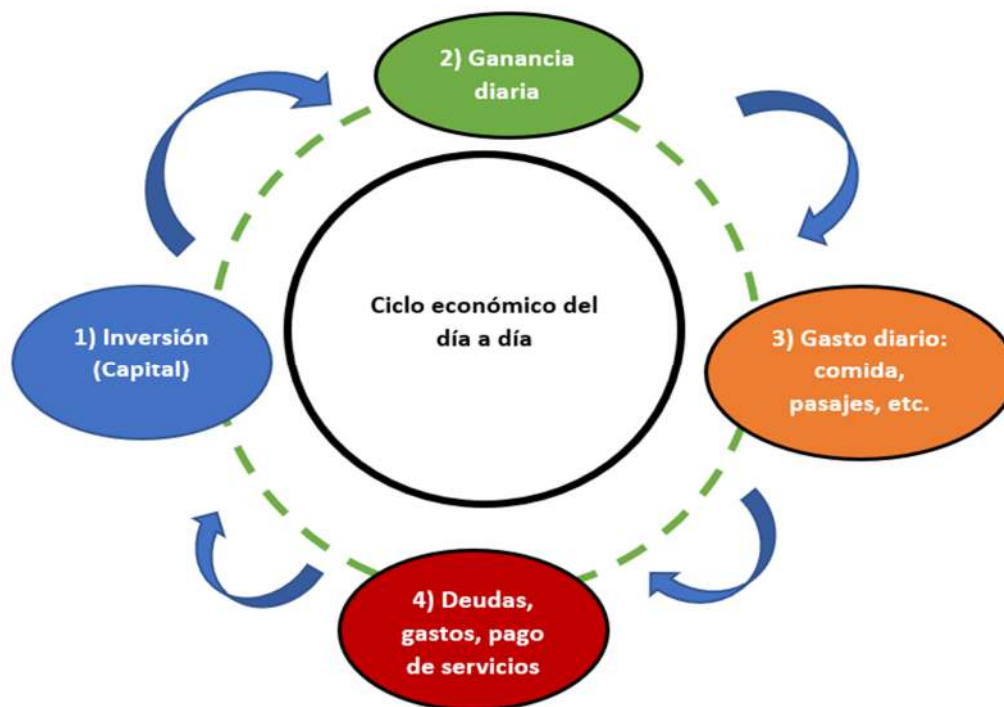 2) Ganancia
diaria
Ciclo económico del
día a día
1) Inversión
(Capital)
3) Gasto diario:
comida,
pasajes, etc.
4) Deudas,
gastos, pago
de servicios